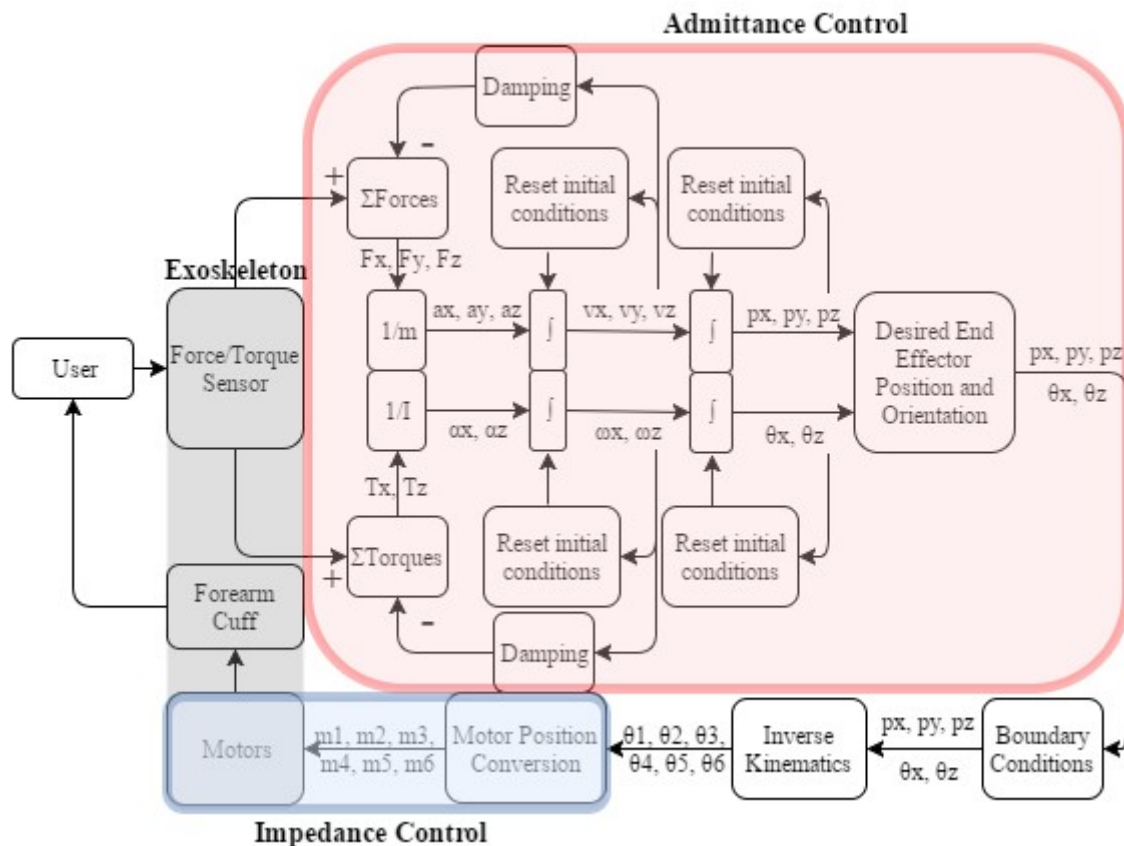 Admittance Control
Damping
-
+
ΣForces
Reset initial
conditions
Reset initial
conditions
Fx, Fy, Fz
Exoskeleton
User
Force/Torque
Sensor
1/m
ax, ay, az
∫
vx, vy, vz
∫
px, py, pz
Desired End
Effector
Position and
Orientation
px, py, pz
θx, θz
1/I
αx, αz
∫
ωx, ωz
∫
θx, θz
Tx, Tz
ΣTorques
+
-
Reset initial
conditions
Reset initial
conditions
Forearm
Cuff
Damping
Motors
m1, m2, m3,
m4, m5, m6
Motor Position
Conversion
θ1, θ2, θ3,
θ4, θ5, θ6
Inverse
Kinematics
px, py, pz
θx, θz
Boundary
Conditions
Impedance Control